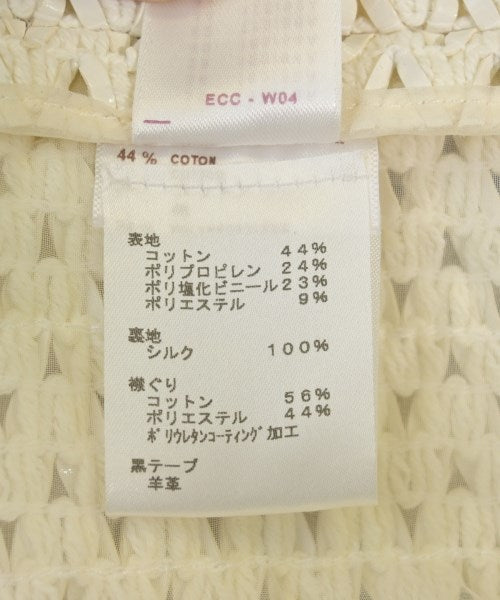 ECC - W04
44 % COTON
表地
コットン 44%
ポリプロピレン 24%
ポリ塩化ビニール 23%
ポリエステル 9%
裏地
シルク 100%
襟ぐり
コットン 56%
ポリエステル 44%
ﾎﾟﾘｳﾚﾀﾝｺｰﾃｨﾝｸﾞ加工
黒テープ
羊革